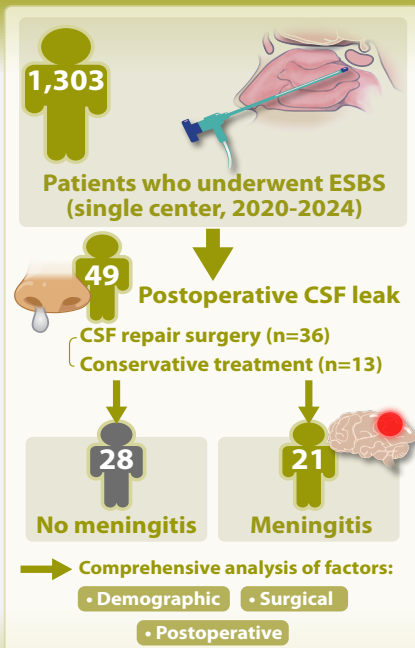 1,303
Patients who underwent ESBS
(single center, 2020-2024)
49
Postoperative CSF leak
CSF repair surgery (n=36)
Conservative treatment (n=13)
28
21
No meningitis
Meningitis
Comprehensive analysis of factors:
• Demographic
• Surgical
• Postoperative